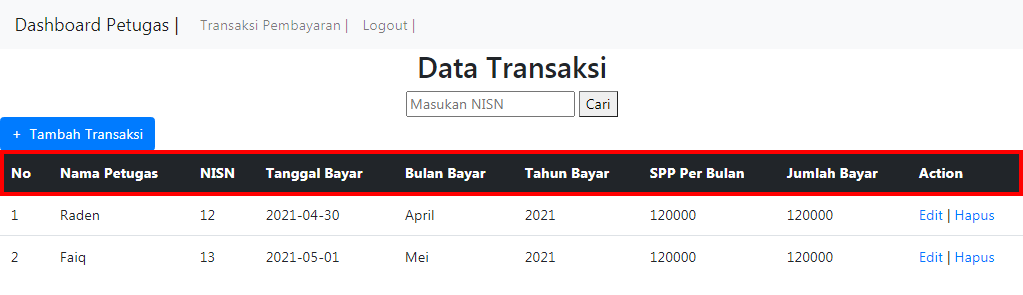 Dashboard Petugas | Transaksi Pembayaran | Logout |
Data Transaksi
Masukan NISN Cari
+ Tambah Transaksi
No Nama Petugas NISN Tanggal Bayar Bulan Bayar Tahun Bayar SPP Per Bulan Jumlah Bayar Action
1 Raden 12 2021-04-30 April 2021 120000 120000 Edit | Hapus
2 Faiq 13 2021-05-01 Mei 2021 120000 120000 Edit | Hapus